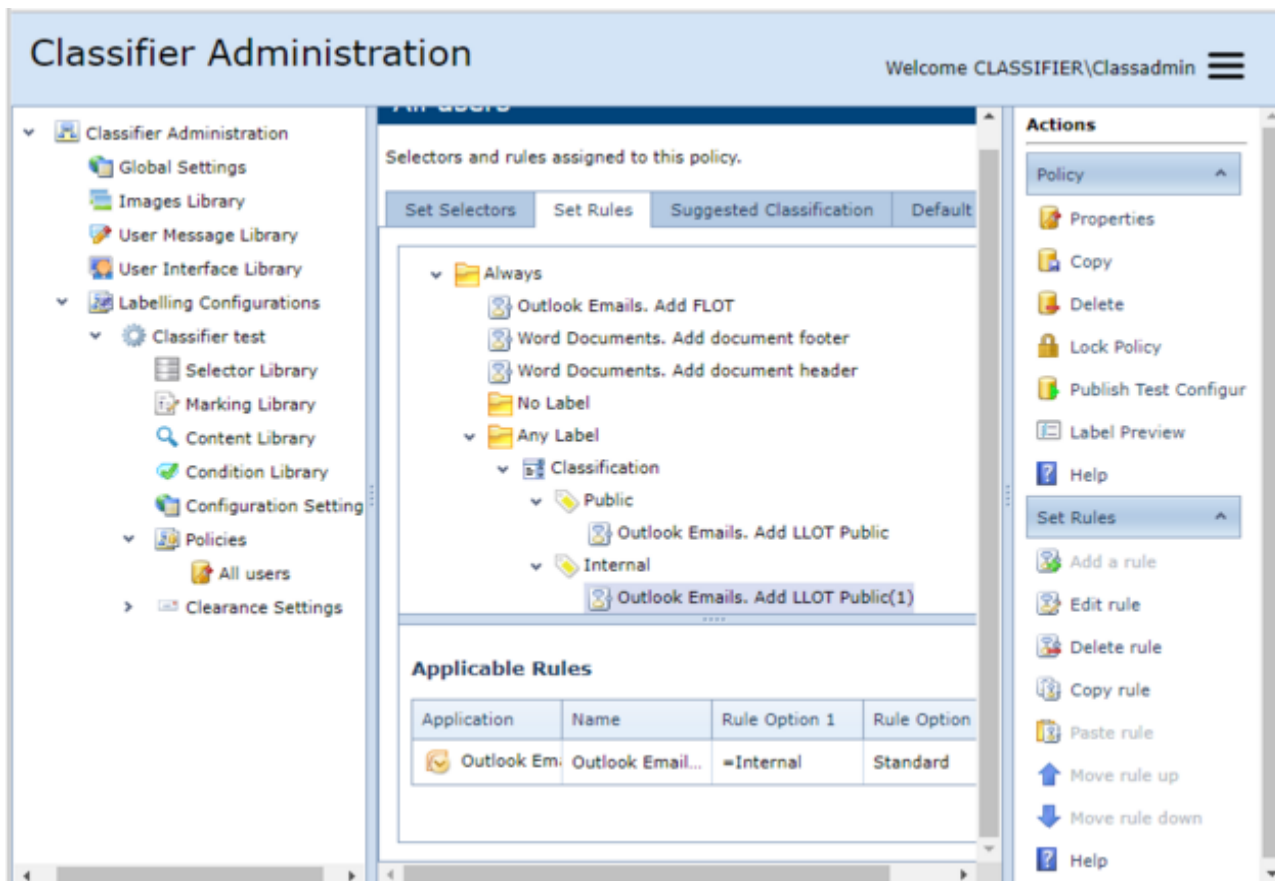 Classifier Administration
Welcome CLASSIFIER\Classadmin
Classifier Administration
Global Settings
Images Library
User Message Library
User Interface Library
Labelling Configurations
Classifier test
Selector Library
Marking Library
Content Library
Condition Library
Configuration Setting
Policies
All users
Clearance Settings
All users
Selectors and rules assigned to this policy.
Set Selectors
Set Rules
Suggested Classification
Default
Always
Outlook Emails. Add FLOT
Word Documents. Add document footer
Word Documents. Add document header
No Label
Any Label
Classification
Public
Outlook Emails. Add LLOT Public
Internal
Outlook Emails. Add LLOT Public(1)
Applicable Rules
Application Name Rule Option 1 Rule Option
Outlook Ema Outlook Email... =Internal Standard
Actions
Policy
Properties
Copy
Delete
Lock Policy
Publish Test Configur
Label Preview
Help
Set Rules
Add a rule
Edit rule
Delete rule
Copy rule
Paste rule
Move rule up
Move rule down
Help